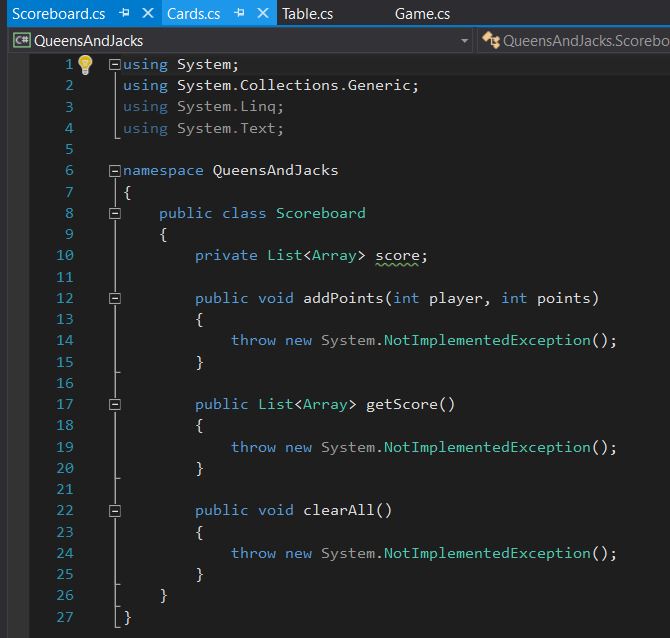 Scoreboard.cs Cards.cs Table.cs Game.cs
C# QueensAndJacks QueensAndJacks.Scorebo
1 using System;
2 using System.Collections.Generic;
3 using System.Linq;
4 using System.Text;
5
6 namespace QueensAndJacks
7 {
8 public class Scoreboard
9 {
10 private List<Array> score;
11
12 public void addPoints(int player, int points)
13 {
14 throw new System.NotImplementedException();
15 }
16
17 public List<Array> getScore()
18 {
19 throw new System.NotImplementedException();
20 }
21
22 public void clearAll()
23 {
24 throw new System.NotImplementedException();
25 }
26 }
27 }